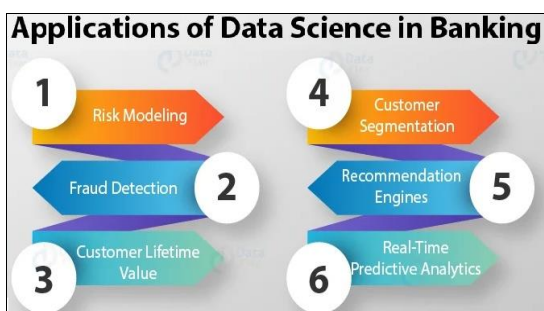 Applications of Data Science in Banking
1
Risk Modeling
Fraud Detection
2
Customer Lifetime
Value
3
4
Customer
Segmentation
Recommendation
Engines
5
Real-Time
Predictive Analytics
6